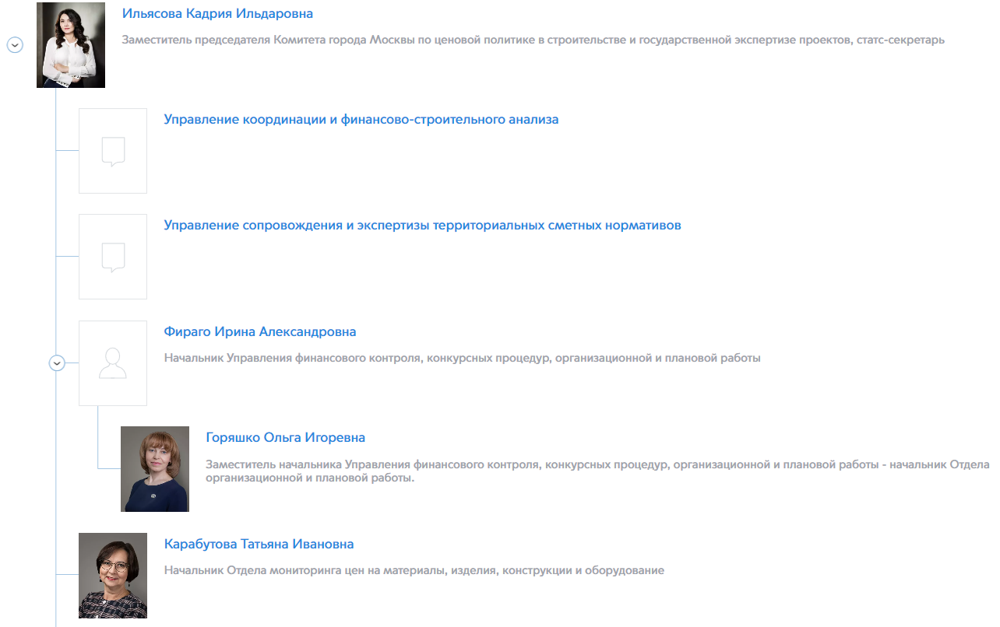 Ильясова Кадрия Ильдаровна
Заместитель председателя Комитета города Москвы по ценовой политике в строительстве и государственной экспертизе проектов, статс-секретарь
Управление координации и финансово-строительного анализа
Управление сопровождения и экспертизы территориальных сметных нормативов
Фираго Ирина Александровна
Начальник Управления финансового контроля, конкурсных процедур, организационной и плановой работы
Горяшко Ольга Игоревна
Заместитель начальника Управления финансового контроля, конкурсных процедур, организационной и плановой работы - начальник Отдела
организационной и плановой работы.
Карабутова Татьяна Ивановна
Начальник Отдела мониторинга цен на материалы, изделия, конструкции и оборудование